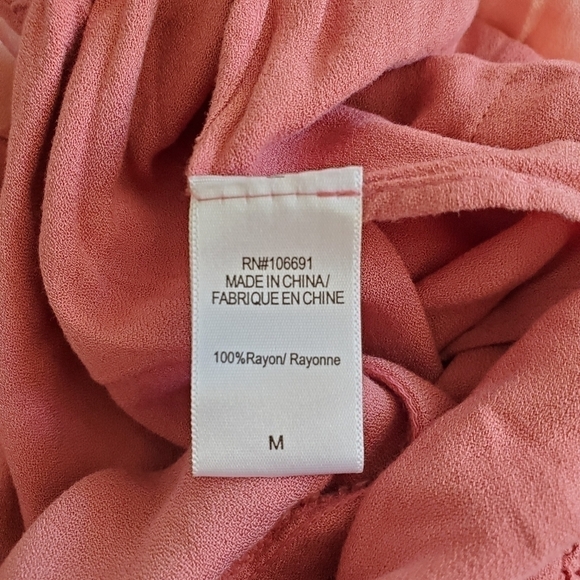 RN#106691
MADE IN CHINA/
FABRIQUE EN CHINE
100%Rayon/ Rayonne
M